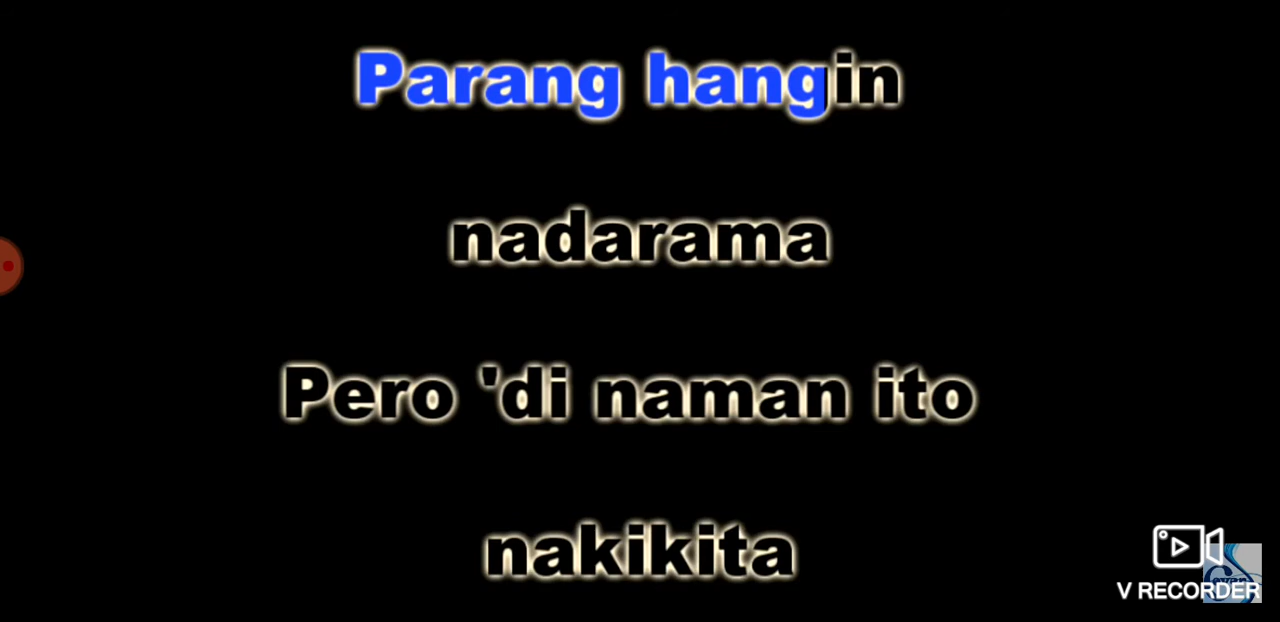 Parang hangin
nadarama
Pero 'di naman ito
nakikita
V RECORDER